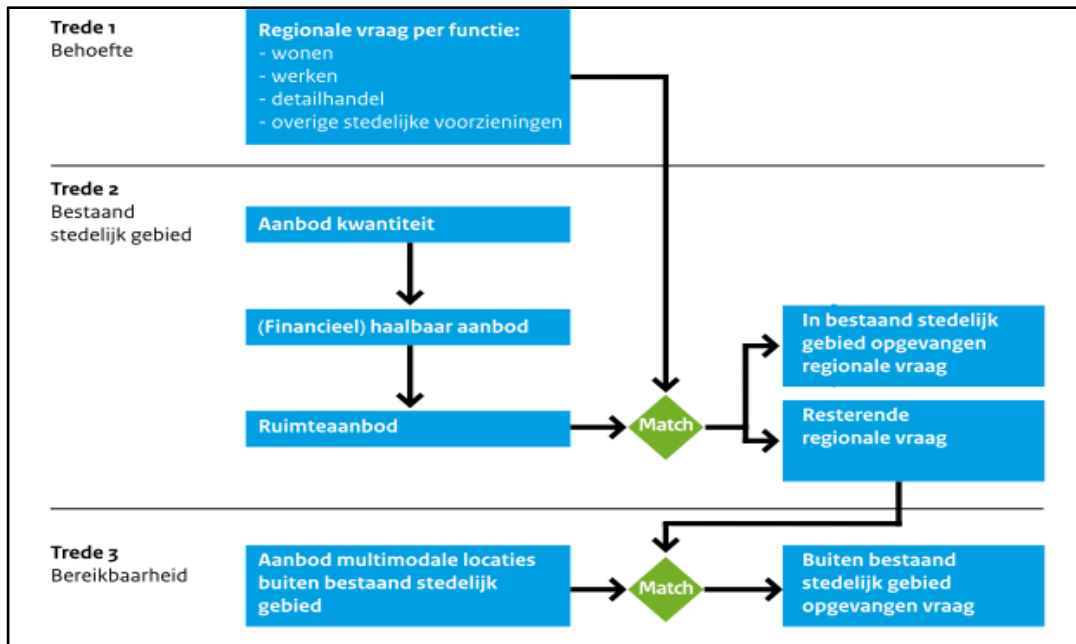 Trede 1
Behoefte
Regionale vraag per functie:
- wonen
- werken
- detailhandel
- overige stedelijke voorzieningen
Trede 2
Bestaand
stedelijk gebied
Aanbod kwantiteit
(Financieel) haalbaar aanbod
Ruimteaanbod
Match
In bestaand stedelijk
gebied opgevangen
regionale vraag
Resterende
regionale vraag
Trede 3
Bereikbaarheid
Aanbod multimodale locaties
buiten bestaand stedelijk
gebied
Match
Buiten bestaand
stedelijk gebied
opgevangen vraag